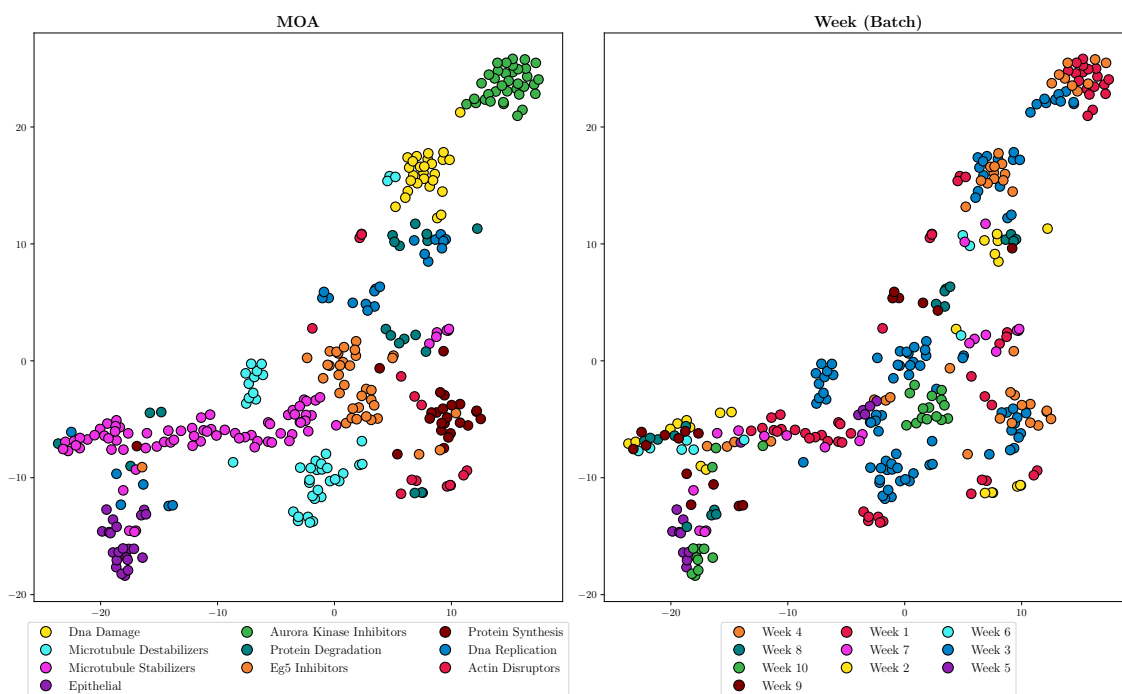 MOA
Week (Batch)
20
10
0
−10
−20
−20
−10
0
10
20
10
0
−10
−20
−20
−10
0
10
Dna Damage
Microtubule Destabilizers
Microtubule Stabilizers
Epithelial
Aurora Kinase Inhibitors
Protein Degradation
Eg5 Inhibitors
Protein Synthesis
Dna Replication
Actin Disruptors
Week 4
Week 8
Week 10
Week 9
Week 1
Week 7
Week 2
Week 6
Week 3
Week 5